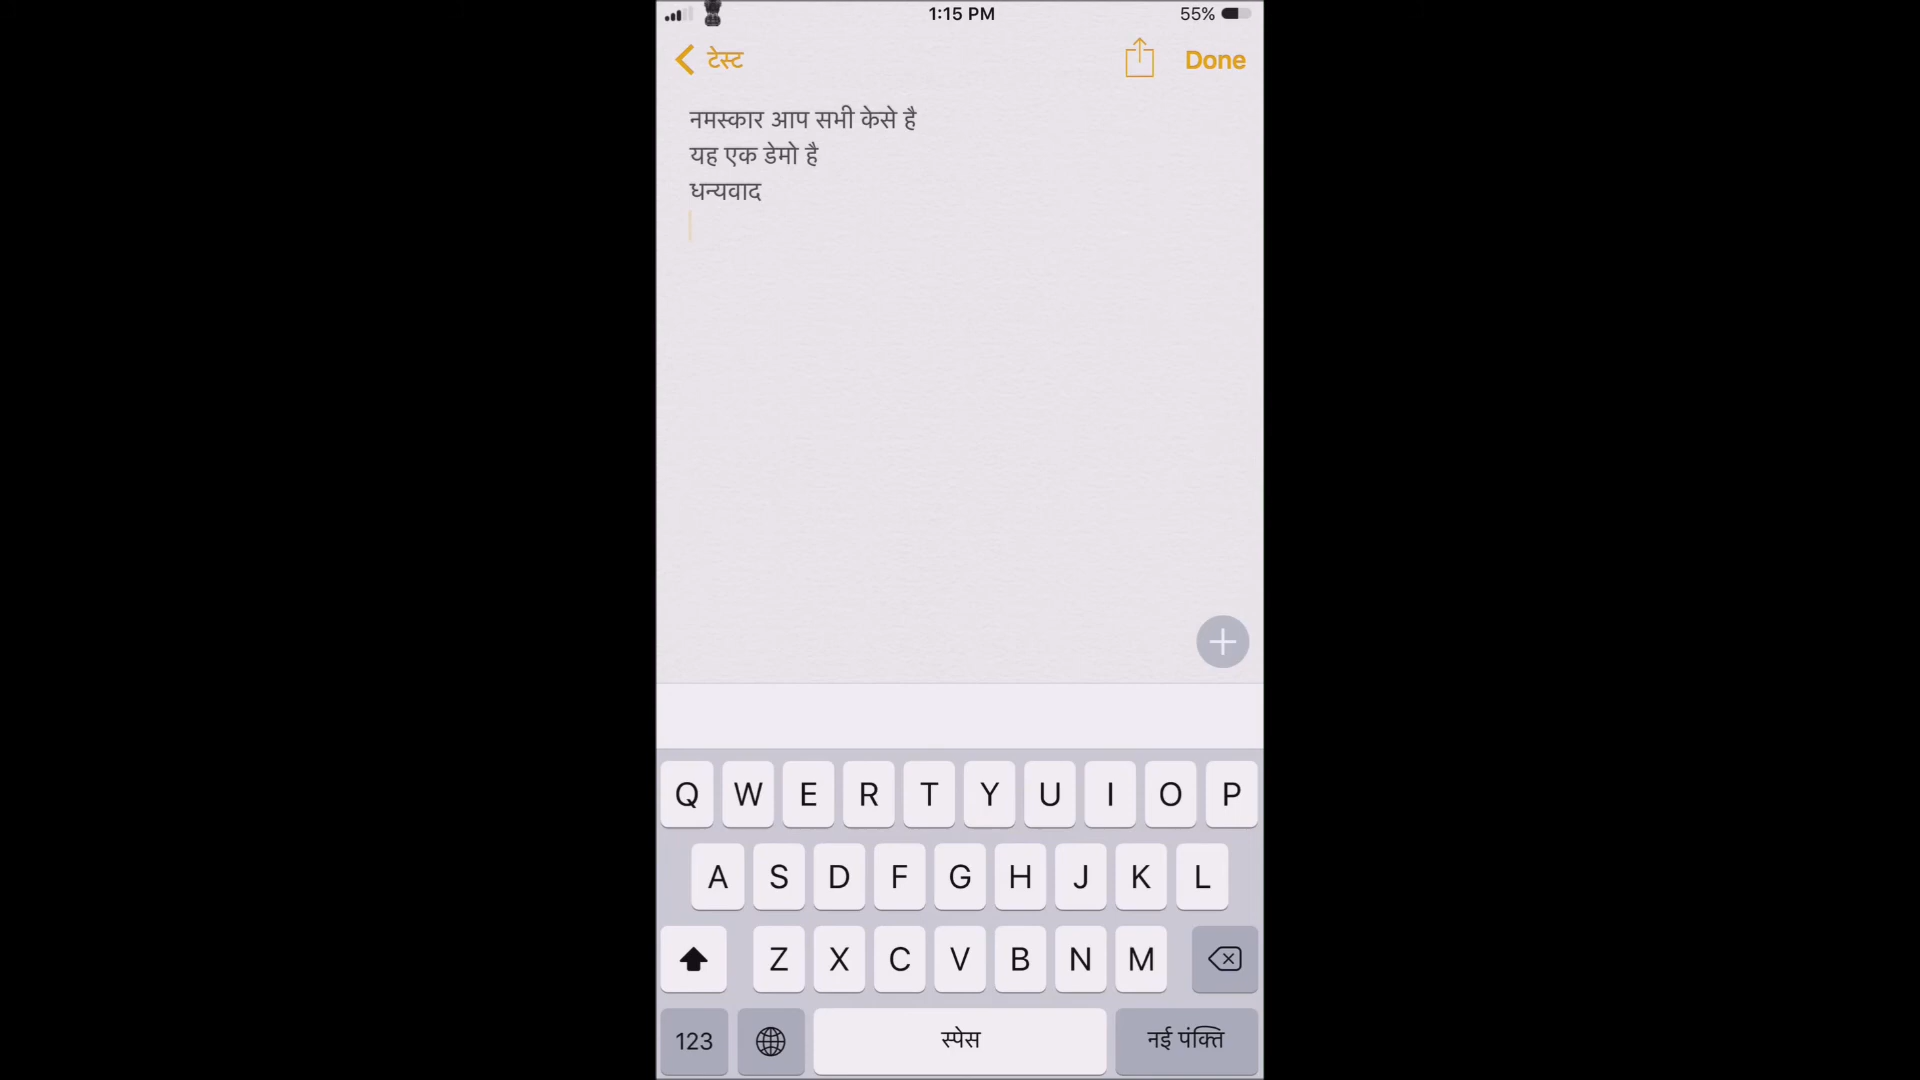 1:15 PM
55%
टेस्ट
Done
नमस्कार आप सभी केसे है
यह एक डेमो है
धन्यवाद
Q W E R T Y U I O P
A S D F G H J K L
Z X C V B N M
123
स्पेस
नई पंक्ति